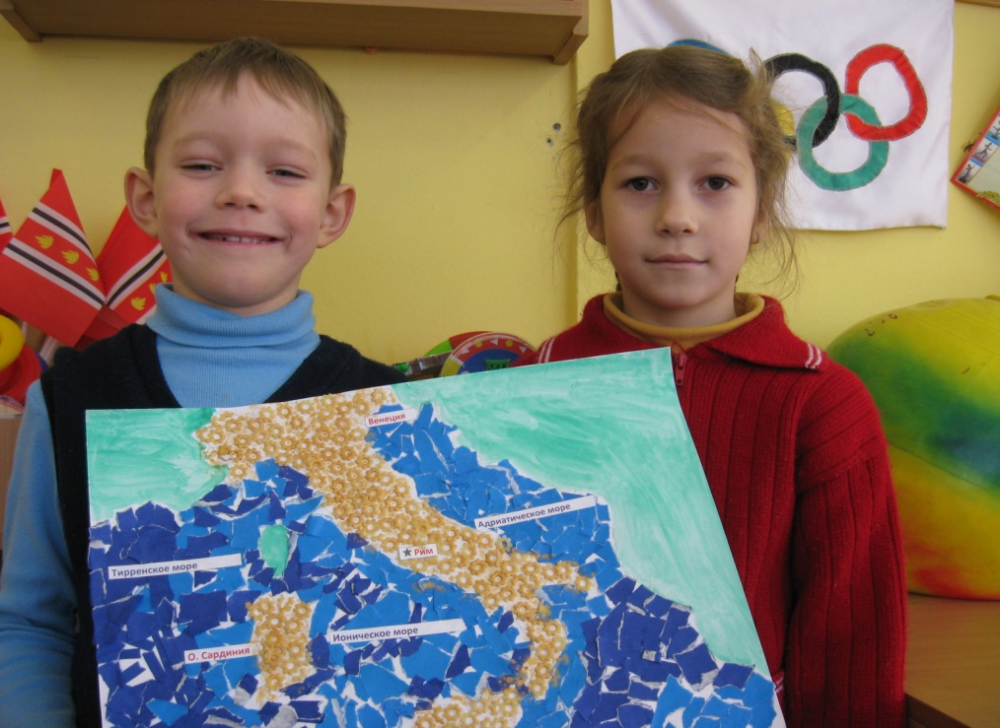 Венеция
Адриатическое море
Рим
Тирренское море
Ионическое море
О. Сардиния